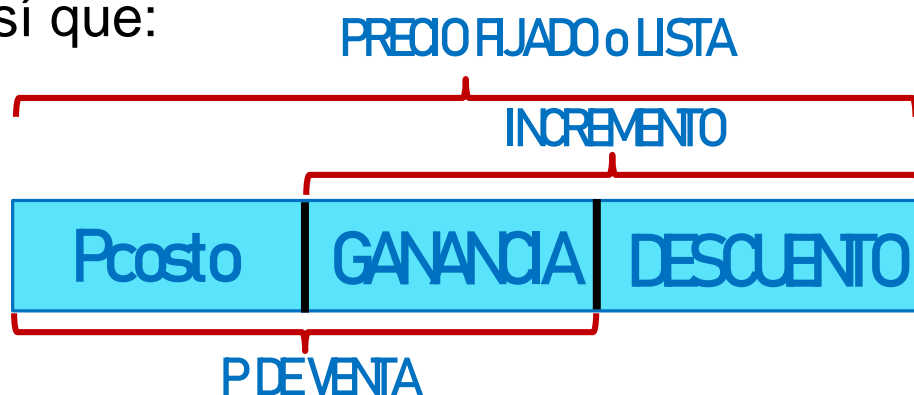 sí que:
PRECIO FIJADO o LISTA
INCREMENTO
Pcosto GANANCIA DESCUENTO
P DE VENTA